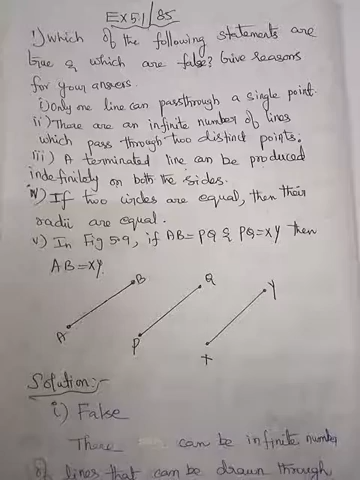 Ex 5.1/85
1) Which of the following statements are
true & which are false? Give reasons
for your answers.
i) Only one line can pass through a single point.
ii) There are an infinite number of lines
which pass through two distinct points.
iii) A terminated line can be produced
indefinitely on both the sides.
iv) If two circles are equal, then their
radii are equal.
v) In Fig 5.9, if AB=PQ & PQ=XY then
AB=XY.
B
Q
Y
A
P
X
Solution:-
i) False
There can be infinite number
of lines that can be drawn through